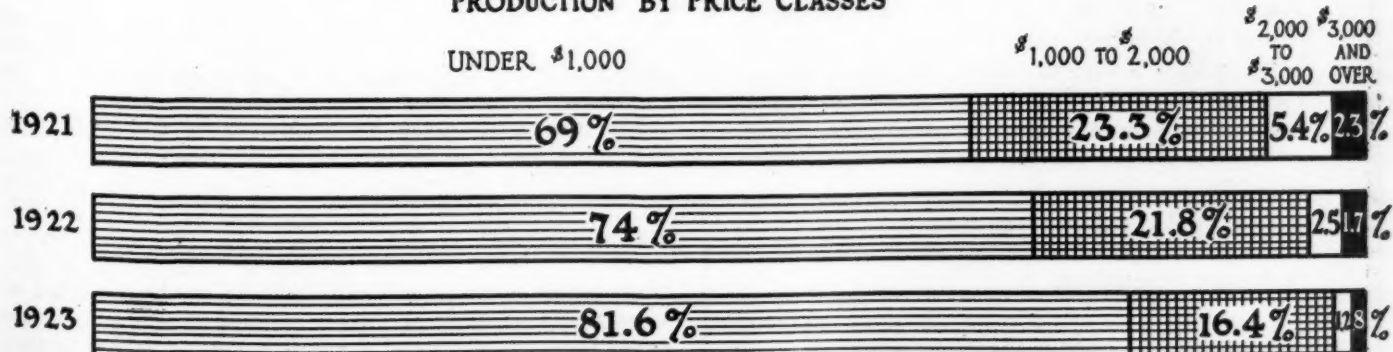 PRODUCTION BY PRICE CLASSES
UNDER $1,000
$1,000 TO $2,000
$2,000
TO
$3,000
$3,000
AND
OVER
1921 69% 23.3% 5.4% 2.3%
1922 74% 21.8% 2.5 1.7%
1923 81.6% 16.4% 1.2 .8%